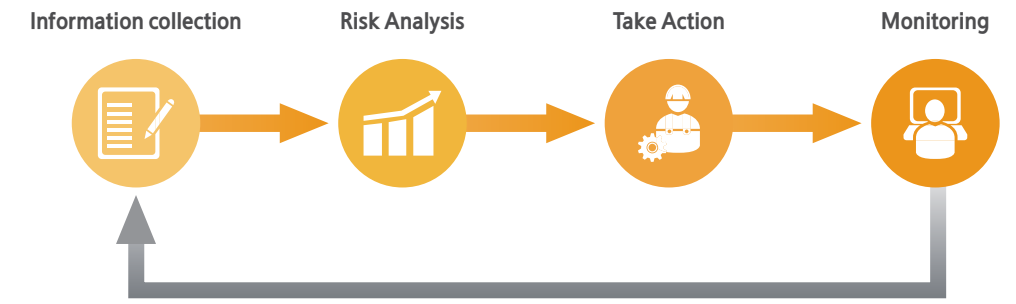 Information collection
Risk Analysis
Take Action
Monitoring